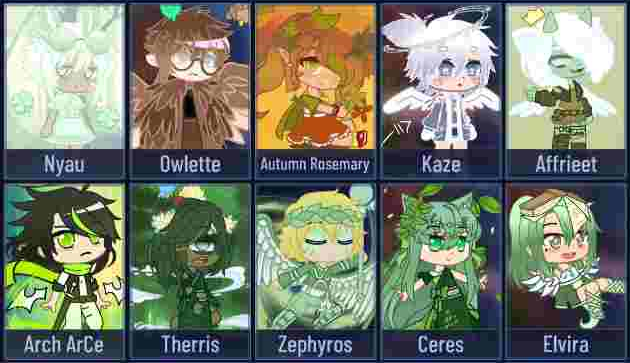 Nyau
Owlette
Autumn Rosemary
Kaze
Affrieet
Arch ArCe
Therris
Zephyros
Ceres
Elvira